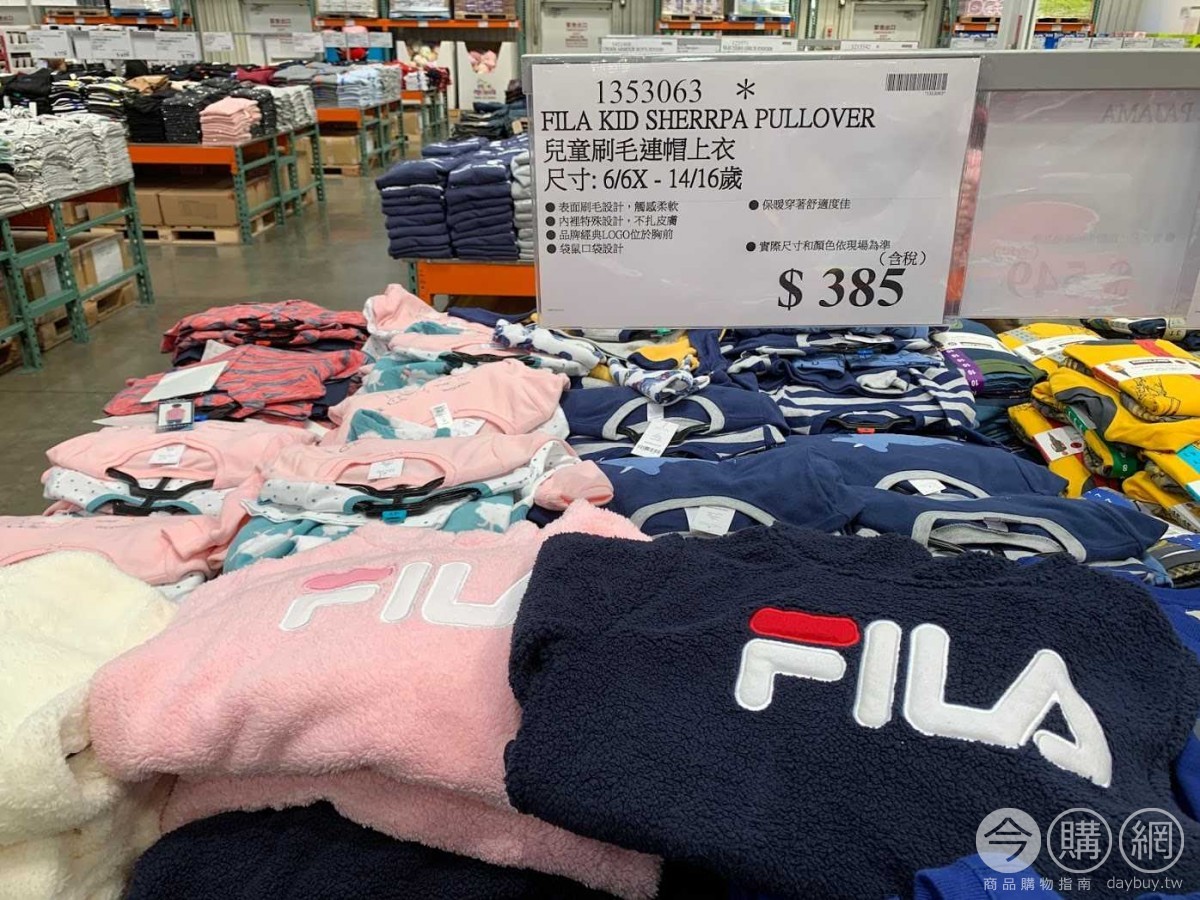 1353063 *
FILA KID SHERRPA PULLOVER
兒童刷毛連帽上衣
尺寸: 6/6X - 14/16歲
● 表面刷毛設計，觸感柔軟
● 保暖穿著舒適度佳
● 內裡特殊設計，不扎皮膚
● 品牌經典LOGO位於胸前
● 袋鼠口袋設計
● 實際尺寸和顏色依現場為準
(含稅)
$ 385
PAJAMA
$ 549
FILA
FILA
今購網
商品購物指南 daybuy.tw